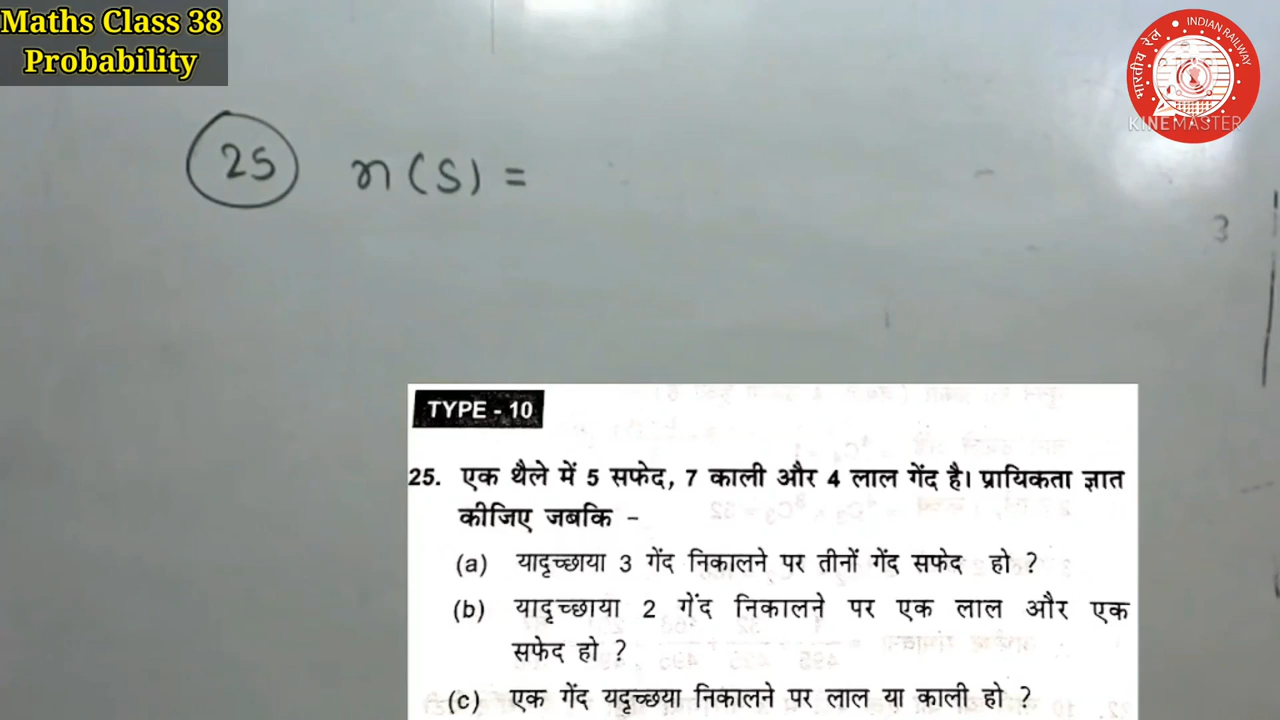 Maths Class 38
Probability
भारतीय रेल
INDIAN RAILWAY
KINEMASTER
25 n(S) =
3
TYPE - 10
25. एक थैले में 5 सफेद, 7 काली और 4 लाल गेंद है। प्रायिकता ज्ञात
कीजिए जबकि -
(a) यादृच्छाया 3 गेंद निकालने पर तीनों गेंद सफेद हो ?
(b) यादृच्छाया 2 गेंद निकालने पर एक लाल और एक
सफेद हो ?
(c) एक गेंद यदृच्छया निकालने पर लाल या काली हो ?